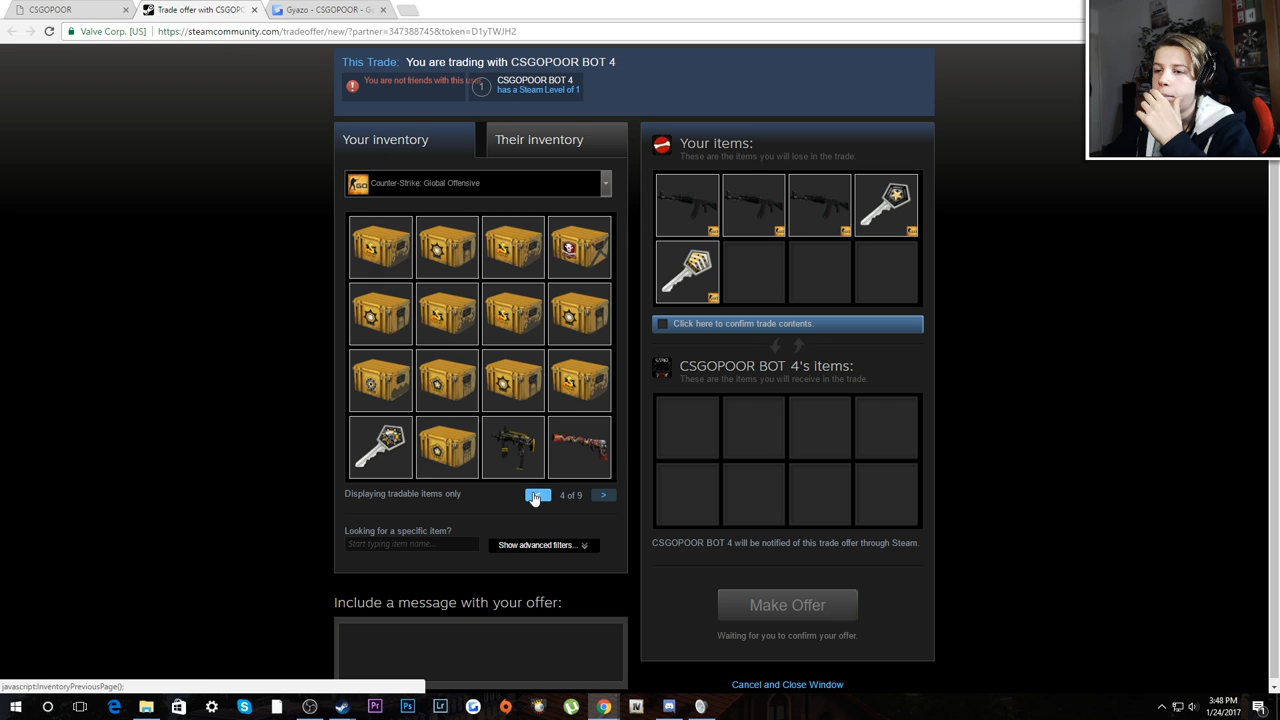 CSGOPOOR
Trade offer with CSGOPO
Gyazo - CSGOPOOR - G
Valve Corp. [US]
https://steamcommunity.com/tradeoffer/new/?partner=347388745&token=D1yTWJH2
This Trade: You are trading with CSGOPOOR BOT 4
You are not friends with this use
1
CSGOPOOR BOT 4
has a Steam Level of 1
Your inventory
Their inventory
Counter-Strike: Global Offensive
Displaying tradable items only
4 of 9
>
Looking for a specific item?
Start typing item name...
Show advanced filters...
Include a message with your offer:
Your items:
These are the items you will lose in the trade.
Click here to confirm trade contents.
CSGOPOOR BOT 4's items:
These are the items you will receive in the trade.
CSGOPOOR BOT 4 will be notified of this trade offer through Steam.
Make Offer
Waiting for you to confirm your offer.
Cancel and Close Window
javascript:InventoryPreviousPage();
3:48 PM
1/24/2017